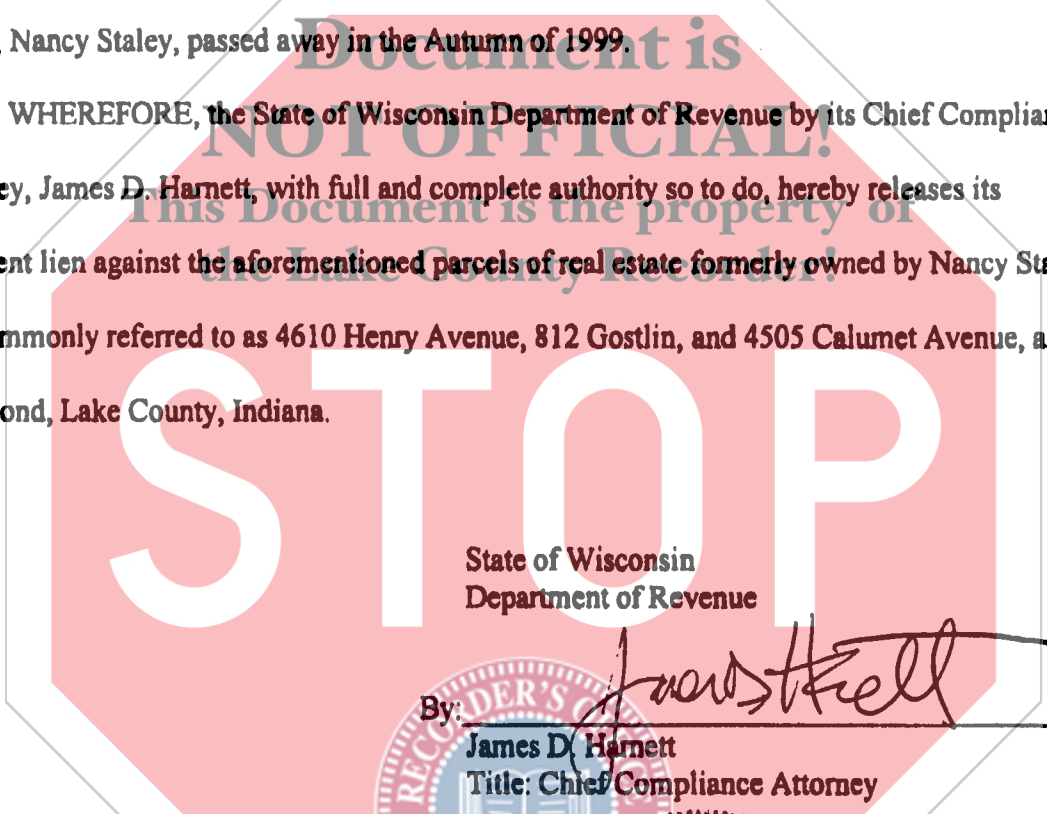 , Nancy Staley, passed away in the Autumn of 1999.
Document is
WHEREFORE, the State of Wisconsin Department of Revenue by its Chief Complia
NOT OFFICIAL!
ey, James D. Harnett, with full and complete authority so to do, hereby releases its
This Document is the property of
ent lien against the aforementioned parcels of real estate formerly owned by Nancy Sta
the Lake County Recorder!
mmonly referred to as 4610 Henry Avenue, 812 Gostlin, and 4505 Calumet Avenue, a
ond, Lake County, Indiana.
STOP
State of Wisconsin
Department of Revenue
By:
RECORDER'S OFFICE
James D. Harnett
Title: Chief Compliance Attorney